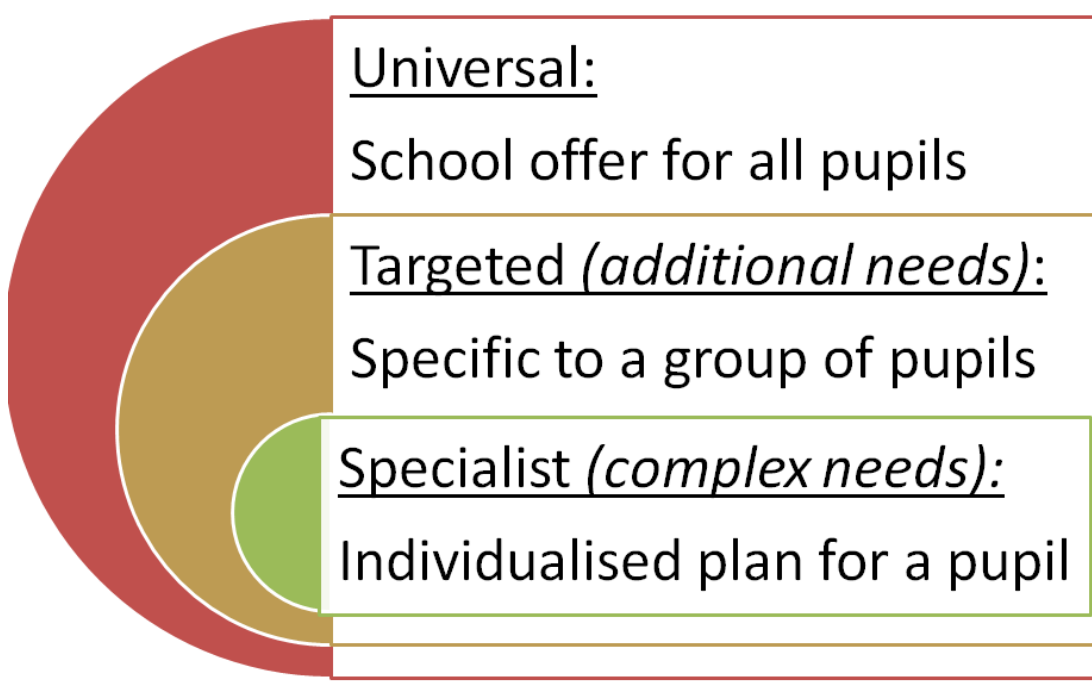 Universal:
School offer for all pupils
Targeted (additional needs):
Specific to a group of pupils
Specialist (complex needs):
Individualised plan for a pupil